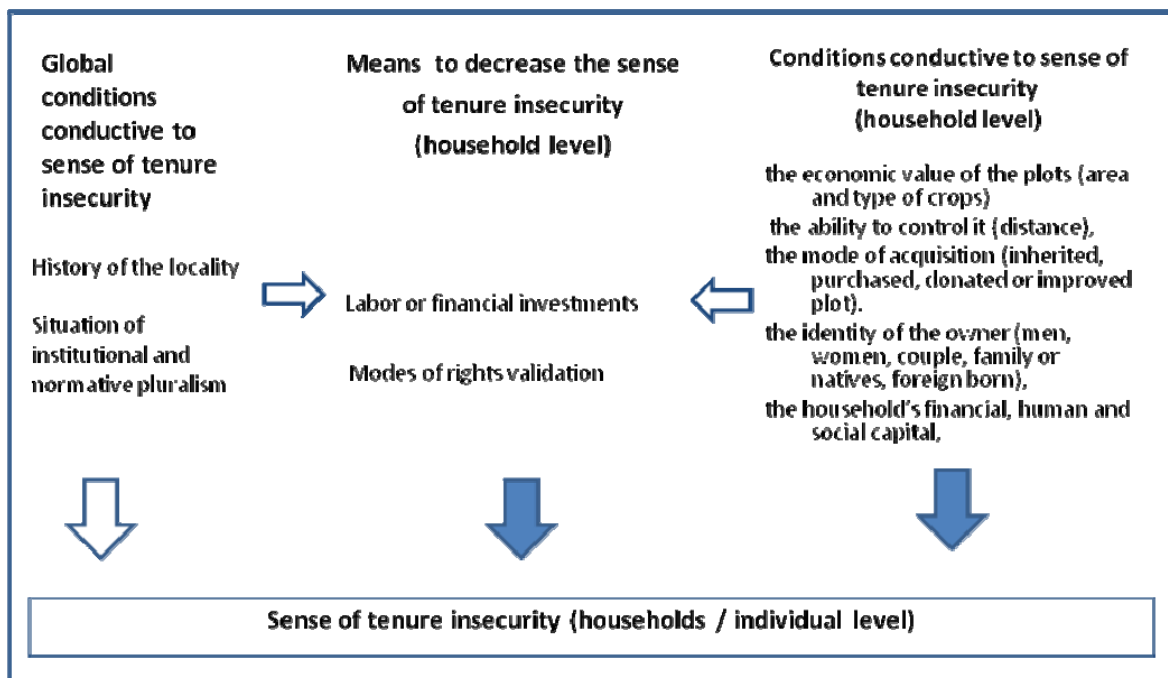 Global
conditions
conductive to
sense of tenure
insecurity
History of the locality
Situation of
institutional and
normative pluralism
Means to decrease the sense
of tenure insecurity
(household level)
Labor or financial investments
Modes of rights validation
Conditions conductive to sense of
tenure insecurity
(household level)
the economic value of the plots (area
and type of crops)
the ability to control it (distance),
the mode of acquisition (inherited,
purchased, donated or improved
plot).
the identity of the owner (men,
women, couple, family or
natives, foreign born),
the household's financial, human and
social capital,
Sense of tenure insecurity (households / individual level)